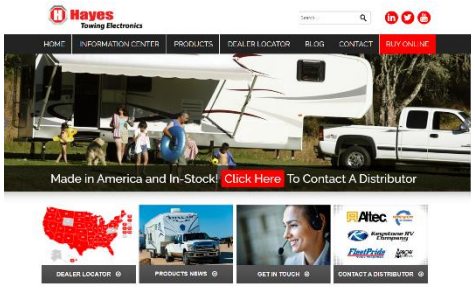 Hayes
Towing Electronics
Search...
HOME INFORMATION CENTER PRODUCTS DEALER LOCATOR BLOG CONTACT BUY ONLINE
Made in America and In-Stock! Click Here To Contact A Distributor
Altec
Keystone RV
Company
FleetPride
DEALER LOCATOR PRODUCTS NEWS GET IN TOUCH CONTACT A DISTRIBUTOR